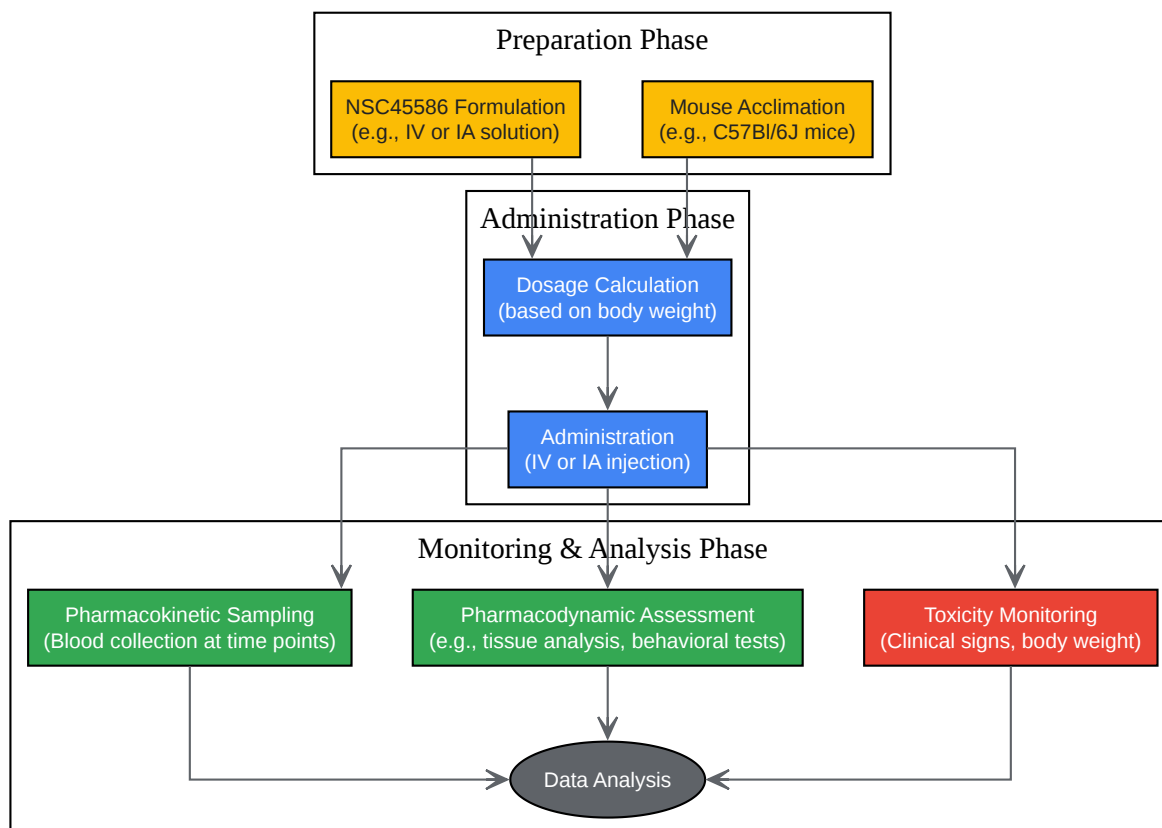 Preparation Phase
NSC45586 Formulation
(e.g., IV or IA solution)
Mouse Acclimation
(e.g., C57Bl/6J mice)
Administration Phase
Dosage Calculation
(based on body weight)
Administration
(IV or IA injection)
Monitoring & Analysis Phase
Pharmacokinetic Sampling
(Blood collection at time points)
Pharmacodynamic Assessment
(e.g., tissue analysis, behavioral tests)
Toxicity Monitoring
(Clinical signs, body weight)
Data Analysis